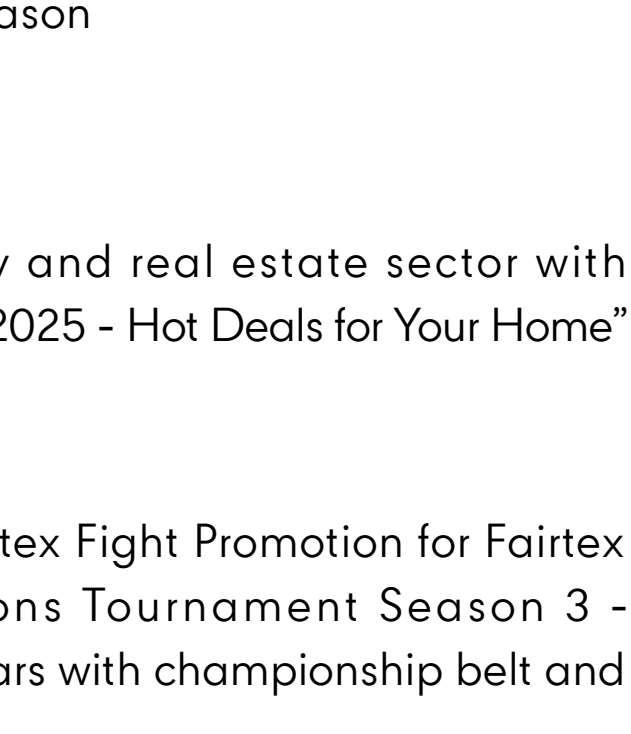 ason
y and real estate sector with
2025 - Hot Deals for Your Home”
tex Fight Promotion for Fairtex
ons Tournament Season 3 -
ars with championship belt and